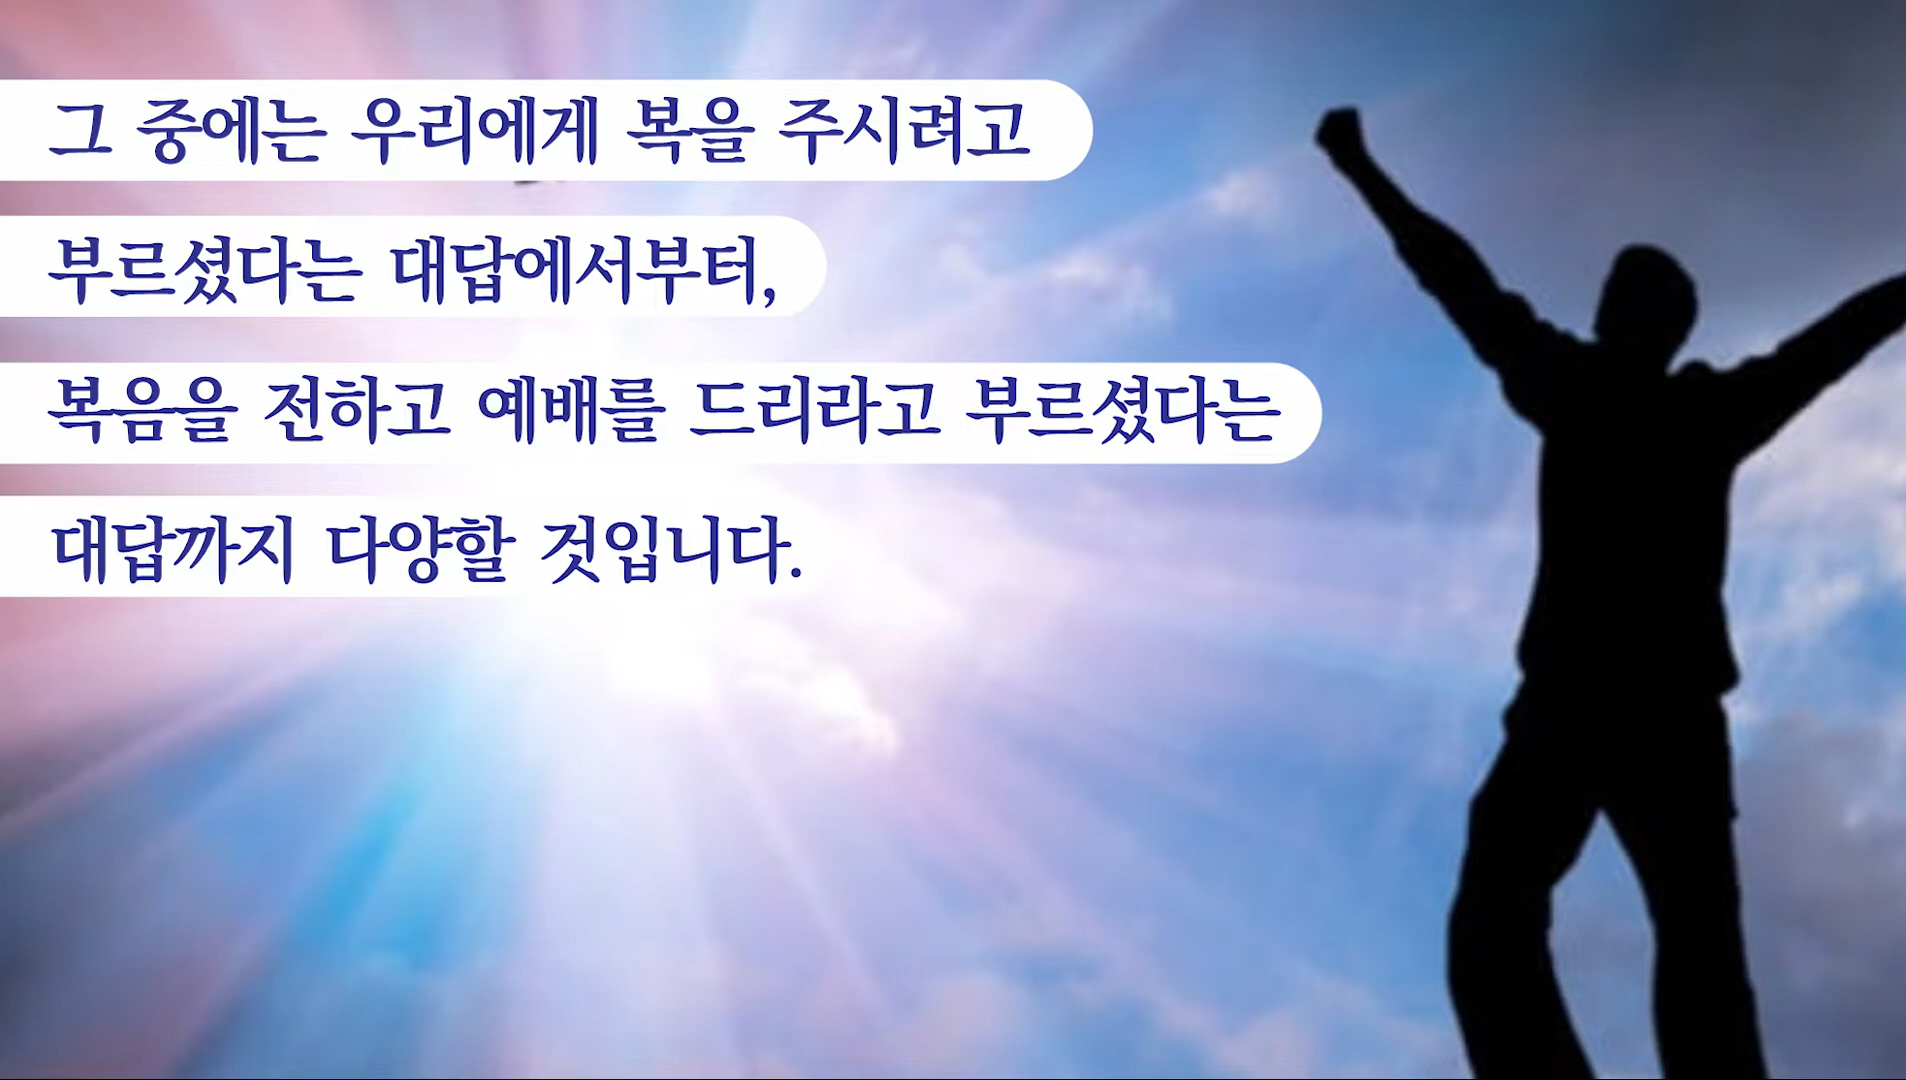 그 중에는 우리에게 복을 주시려고
부르셨다는 대답에서부터,
복음을 전하고 예배를 드리라고 부르셨다는
대답까지 다양할 것입니다.